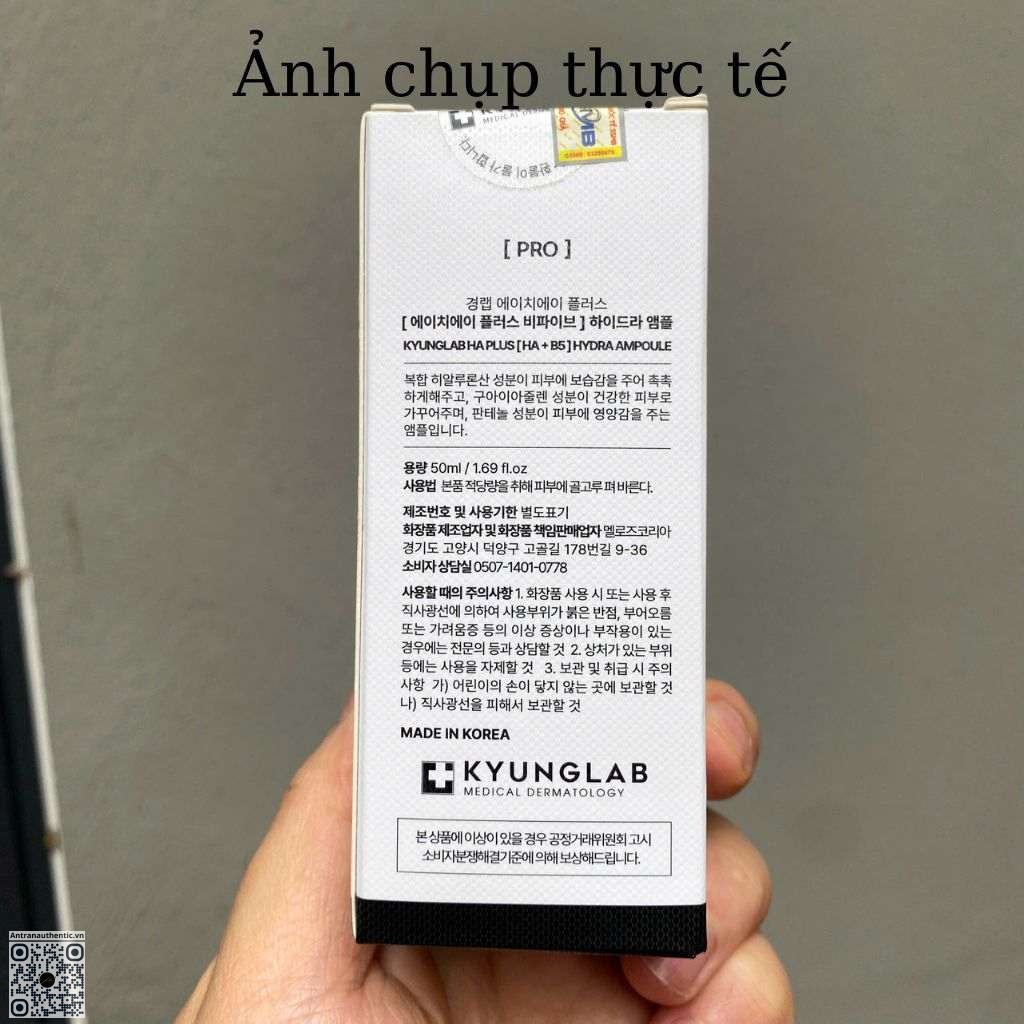 Ảnh chụp thực tế
MEDICAL
[ PRO ]
경랩 에이치에이 플러스
[ 에이치에이 플러스 비파이브 ] 하이드라 앰플
KYUNGLAB HA PLUS [ HA + B5 ] HYDRA AMPOULE
복합 히알루론산 성분이 피부에 보습감을 주어 촉촉
하게해주고, 구아이아줄렌 성분이 건강한 피부로
가꾸어주며, 판테놀 성분이 피부에 영양감을 주는
앰플입니다.
용량 50ml / 1.69 fl.oz
사용법 본품 적당량을 취해 피부에 골고루 펴 바른다.
제조번호 및 사용기한 별도표기
화장품 제조업자 및 화장품 책임판매업자 멜로즈코리아
경기도 고양시 덕양구 고골길 178번길 9-36
소비자 상담실 0507-1401-0778
사용할 때의 주의사항 1. 화장품 사용 시 또는 사용 후
직사광선에 의하여 사용부위가 붉은 반점, 부어오름
또는 가려움증 등의 이상 증상이나 부작용이 있는
경우에는 전문의 등과 상담할 것 2. 상처가 있는 부위
등에는 사용을 자제할 것 3. 보관 및 취급 시 주의
사항 가) 어린이의 손이 닿지 않는 곳에 보관할 것
나) 직사광선을 피해서 보관할 것
MADE IN KOREA
KYUNGLAB
MEDICAL DERMATOLOGY
본 상품에 이상이 있을 경우 공정거래위원회 고시
소비자분쟁해결기준에 의해 보상해드립니다.
Antranauthentic.vn